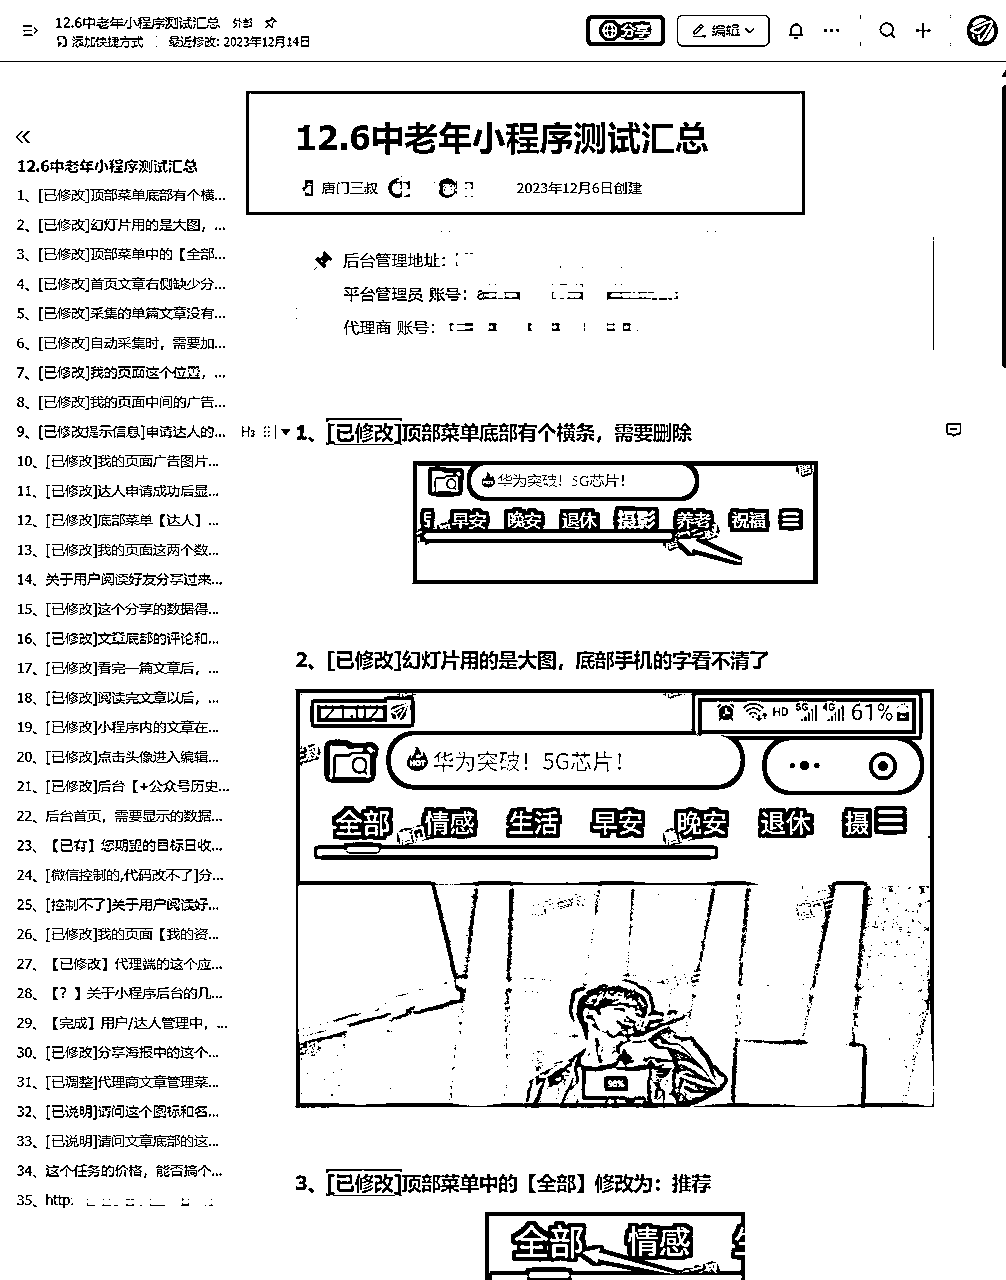 12.6中老年小程序测试汇总 外部
添加快捷方式 最近修改: 2023年12月14日
分享
编辑
12.6中老年小程序测试汇总
1、[已修改]顶部菜单底部有个横...
2、[已修改]幻灯片用的是大图，...
3、[已修改]顶部菜单中的【全部...
4、[已修改]首页文章右侧缺少分...
5、[已修改]采集的单篇文章没有...
6、[已修改]自动采集时，需要加...
7、[已修改]我的页面这个位置，...
8、[已修改]我的页面中间的广告...
9、[已修改提示信息]申请达人的...
10、[已修改]我的页面广告图片...
11、[已修改]达人申请成功后显...
12、[已修改]底部菜单【达人】...
13、[已修改]我的页面这两个数...
14、关于用户阅读好友分享过来...
15、[已修改]这个分享的数据得...
16、[已修改]文章底部的评论和...
17、[已修改]看完一篇文章后，...
18、[已修改]阅读完文章以后，...
19、[已修改]小程序内的文章在...
20、[已修改]点击头像进入编辑...
21、[已修改]后台【+公众号历史...
22、后台首页，需要显示的数据...
23、【已有】您期望的目标日收...
24、[微信控制的,代码改不了]分...
25、[控制不了]关于用户阅读好...
26、[已修改]我的页面【我的资...
27、【已修改】代理端的这个应...
28、【？】关于小程序后台的几...
29、【完成】用户/达人管理中，...
30、[已修改]分享海报中的这个...
31、[已调整]代理商文章管理菜...
32、[已说明]请问这个图标和名...
33、[已说明]请问文章底部的这...
34、这个任务的价格，能否搞个...
35、http:
12.6中老年小程序测试汇总
唐门三叔 2023年12月6日创建
后台管理地址：
平台管理员 账号：
代理商 账号：
H3
1、[已修改]顶部菜单底部有个横条，需要删除
华为突破！5G芯片！
早安 晚安 退休 摄影 养老 祝福
2、[已修改]幻灯片用的是大图，底部手机的字看不清了
21:02 HD 5G 4G 61%
HOT 华为突破！5G芯片！
全部 情感 生活 早安 晚安 退休 摄
3、[已修改]顶部菜单中的【全部】修改为：推荐
全部 情感